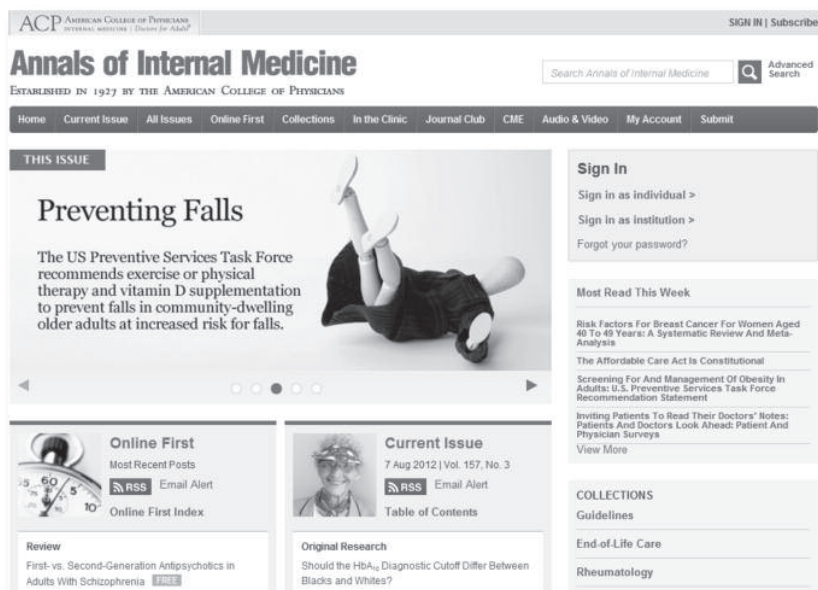 ACP AMERICAN COLLEGE OF PHYSICIANS
INTERNAL MEDICINE | Doctors for Adults®
SIGN IN | Subscribe
Annals of Internal Medicine
ESTABLISHED IN 1927 BY THE AMERICAN COLLEGE OF PHYSICIANS
Search Annals of Internal Medicine
Advanced
Search
Home Current Issue All Issues Online First Collections In the Clinic Journal Club CME Audio & Video My Account Submit
THIS ISSUE
Preventing Falls
The US Preventive Services Task Force
recommends exercise or physical
therapy and vitamin D supplementation
to prevent falls in community-dwelling
older adults at increased risk for falls.
Sign In
Sign in as individual >
Sign in as institution >
Forgot your password?
Most Read This Week
Risk Factors For Breast Cancer For Women Aged
40 To 49 Years: A Systematic Review And Meta-
Analysis
The Affordable Care Act Is Constitutional
Screening For And Management Of Obesity In
Adults: U.S. Preventive Services Task Force
Recommendation Statement
Inviting Patients To Read Their Doctors' Notes:
Patients And Doctors Look Ahead: Patient And
Physician Surveys
View More
Online First
Most Recent Posts
RSS Email Alert
Online First Index
60
5
10
Review
First- vs. Second-Generation Antipsychotics in
Adults With Schizophrenia FREE
Current Issue
7 Aug 2012 | Vol. 157, No. 3
RSS Email Alert
Table of Contents
Original Research
Should the HbA1c Diagnostic Cutoff Differ Between
Blacks and Whites?
COLLECTIONS
Guidelines
End-of-Life Care
Rheumatology